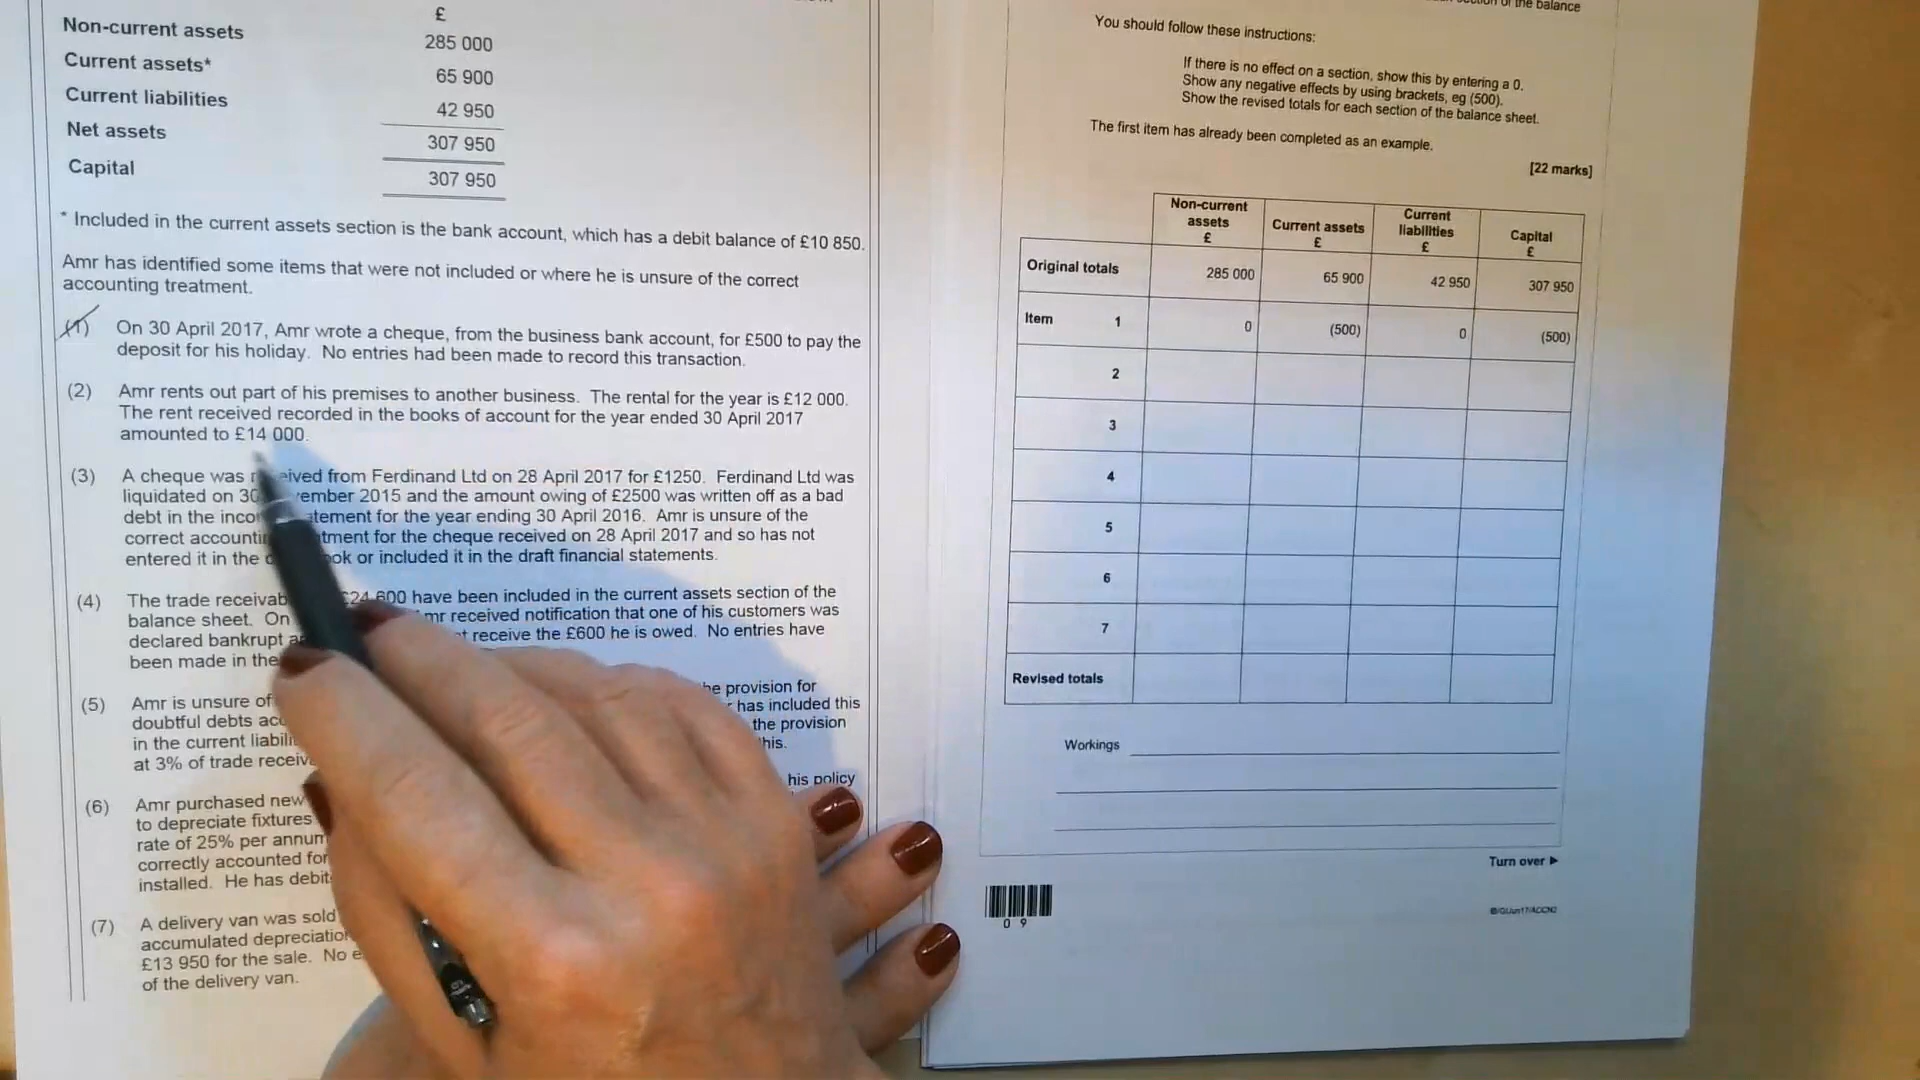 £
Non-current assets 285 000
Current assets* 65 900
Current liabilities 42 950
Net assets 307 950
Capital 307 950
* Included in the current assets section is the bank account, which has a debit balance of £10 850.
Amr has identified some items that were not included or where he is unsure of the correct
accounting treatment.
(1) On 30 April 2017, Amr wrote a cheque, from the business bank account, for £500 to pay the
deposit for his holiday. No entries had been made to record this transaction.
(2) Amr rents out part of his premises to another business. The rental for the year is £12 000.
The rent received recorded in the books of account for the year ended 30 April 2017
amounted to £14 000.
(3) A cheque was from Ferdinand Ltd on 28 April 2017 for £1250. Ferdinand Ltd was
liquidated on 2015 and the amount owing of £2500 was written off as a bad
debt in the for the year ending 30 April 2016. Amr is unsure of the
correct for the cheque received on 28 April 2017 and so has not
entered it in the or included it in the draft financial statements.
(4) The trade 600 have been included in the current assets section of the
balance sheet. On received notification that one of his customers was
declared bankrupt receive the £600 he is owed. No entries have
been made in the
(5) Amr is unsure of provision for
doubtful debts has included this
in the current the provision
at 3% of trade this.
(6) Amr purchased new his policy
to depreciate fixtures
rate of 25% per annum
correctly accounted for
installed. He has
(7) A delivery van was sold
accumulated
£13 950 for the sale. No
of the delivery van.
of the balance
You should follow these instructions:
If there is no effect on a section, show this by entering a 0.
Show any negative effects by using brackets, eg (500).
Show the revised totals for each section of the balance sheet.
The first item has already been completed as an example.
[22 marks]
Non-current
assets
£
Current assets
£
Current
liabilities
£
Capital
£
Original totals 285 000 65 900 42 950 307 950
Item 1 0 (500) 0 (500)
2
3
4
5
6
7
Revised totals
Workings
Turn over ▶
0 9